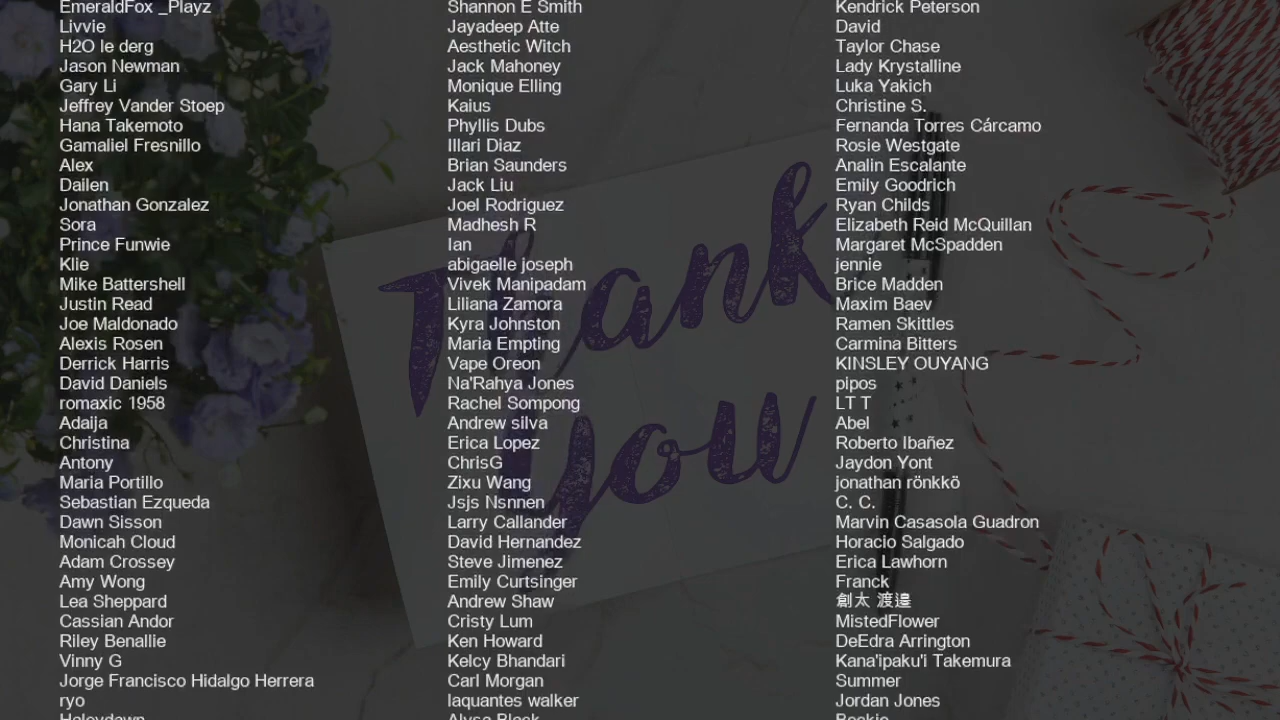 EmeraldFox _Playz
Livvie
H2O le derg
Jason Newman
Gary Li
Jeffrey Vander Stoep
Hana Takemoto
Gamaliel Fresnillo
Alex
Dailen
Jonathan Gonzalez
Sora
Prince Funwie
Klie
Mike Battershell
Justin Read
Joe Maldonado
Alexis Rosen
Derrick Harris
David Daniels
romaxic 1958
Adaija
Christina
Antony
Maria Portillo
Sebastian Ezqueda
Dawn Sisson
Monicah Cloud
Adam Crossey
Amy Wong
Lea Sheppard
Cassian Andor
Riley Benallie
Vinny G
Jorge Francisco Hidalgo Herrera
ryo
Haleydawn
Shannon E Smith
Jayadeep Atte
Aesthetic Witch
Jack Mahoney
Monique Elling
Kaius
Phyllis Dubs
Illari Diaz
Brian Saunders
Jack Liu
Joel Rodriguez
Madhesh R
Ian
abigaelle joseph
Vivek Manipadam
Liliana Zamora
Kyra Johnston
Maria Empting
Vape Oreon
Na'Rahya Jones
Rachel Sompong
Andrew silva
Erica Lopez
ChrisG
Zixu Wang
Jsjs Nsnnen
Larry Callander
David Hernandez
Steve Jimenez
Emily Curtsinger
Andrew Shaw
Cristy Lum
Ken Howard
Kelcy Bhandari
Carl Morgan
laquantes walker
Alysa Black
Kendrick Peterson
David
Taylor Chase
Lady Krystalline
Luka Yakich
Christine S.
Fernanda Torres Cárcamo
Rosie Westgate
Analin Escalante
Emily Goodrich
Ryan Childs
Elizabeth Reid McQuillan
Margaret McSpadden
jennie
Brice Madden
Maxim Baev
Ramen Skittles
Carmina Bitters
KINSLEY OUYANG
pipos
LT T
Abel
Roberto Ibañez
Jaydon Yont
jonathan rönkkö
C. C.
Marvin Casasola Guadron
Horacio Salgado
Erica Lawhorn
Franck
創太 渡邉
MistedFlower
DeEdra Arrington
Kana'ipaku'i Takemura
Summer
Jordan Jones
Thank
you